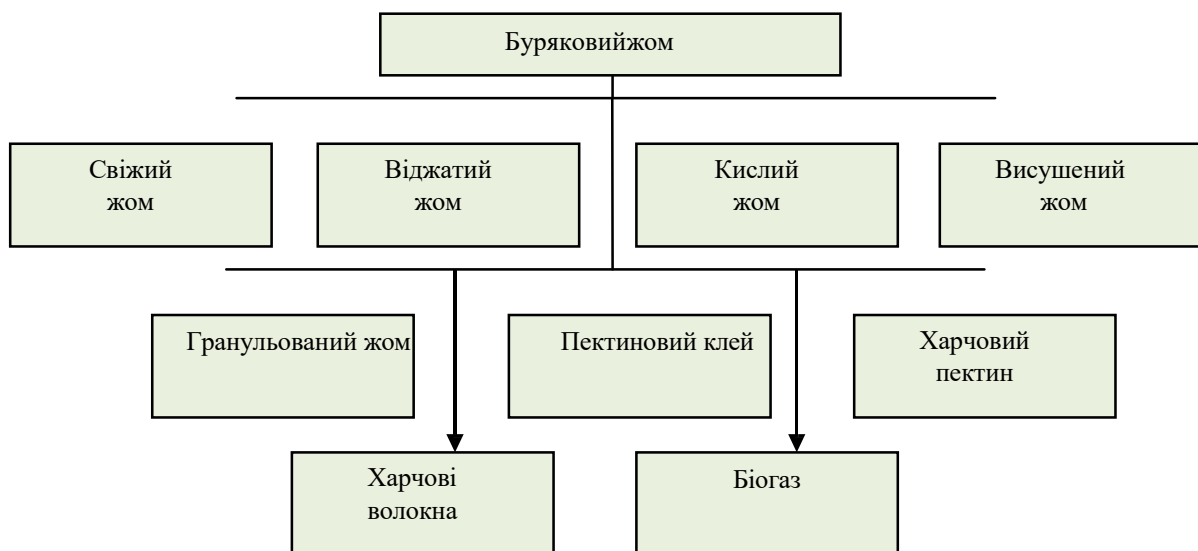 Буряковийжом
Свіжий
жом
Віджатий
жом
Кислий
жом
Висушений
жом
Гранульований жом
Пектиновий клей
Харчовий
пектин
Харчові
волокна
Біогаз